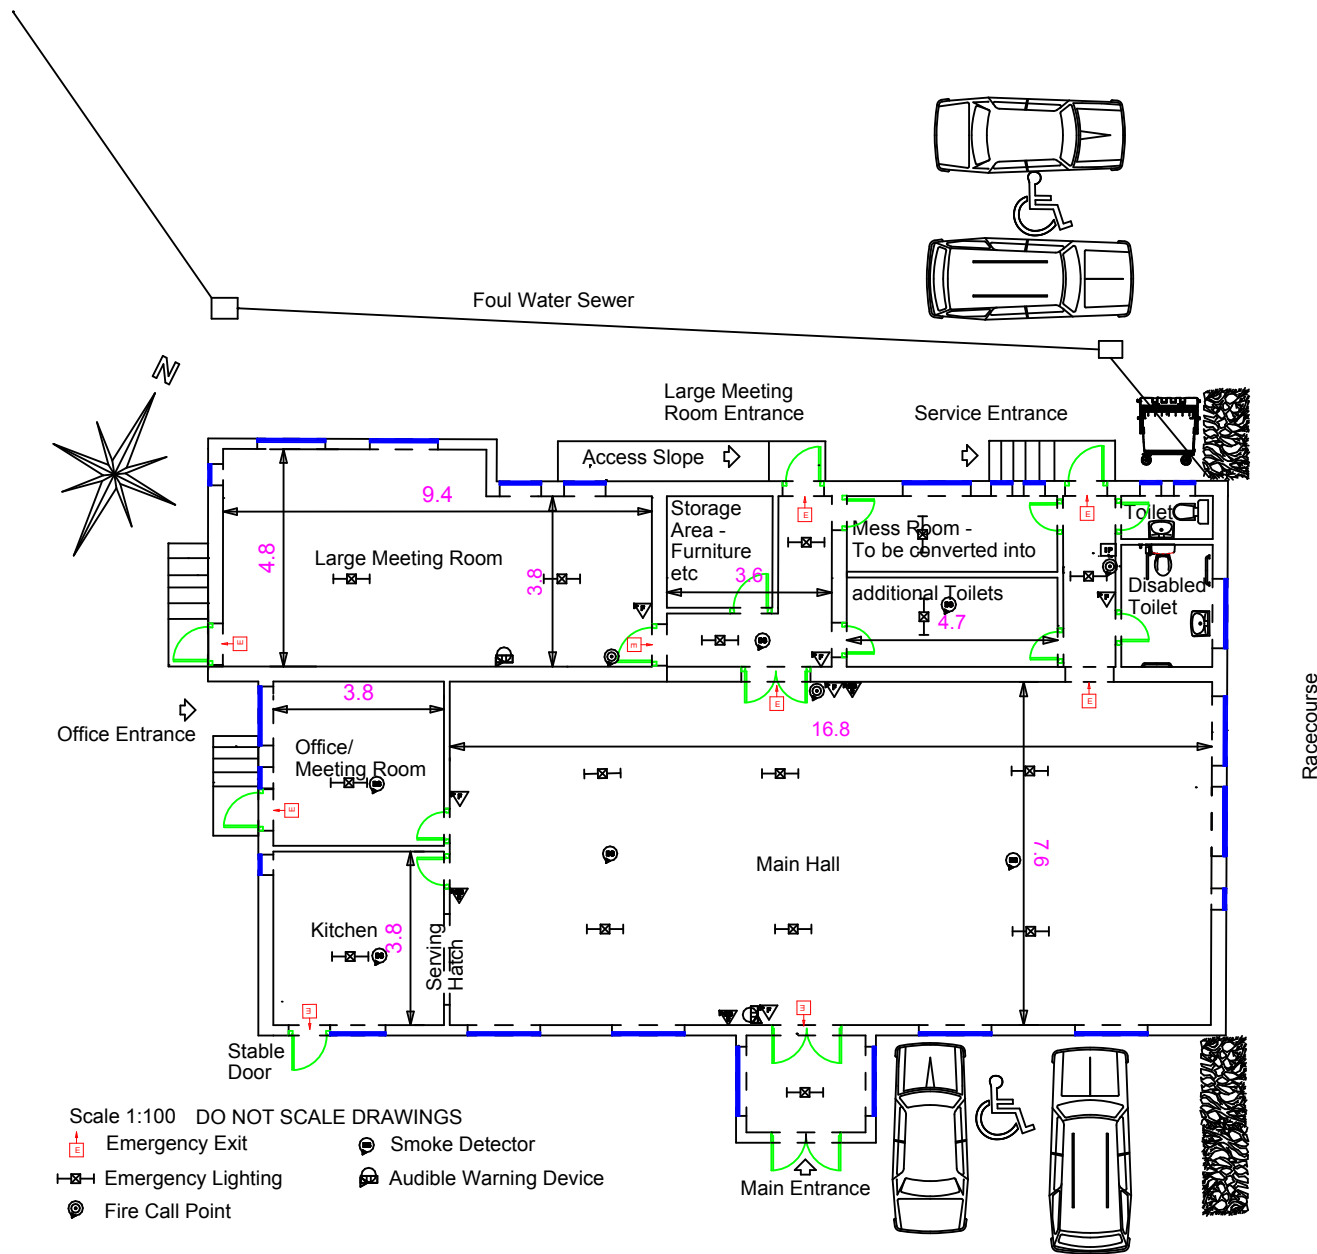 Foul Water Sewer
N
Large Meeting
Room Entrance
Service Entrance
Access Slope
9.4
4.8
Large Meeting Room
3.8
Storage
Area -
Furniture
etc
3.6
Mess Room -
To be converted into
additional Toilets
4.7
Toilet
Disabled
Toilet
E
E
E
E
E
E
Racecourse
Office Entrance
3.8
Office/
Meeting Room
E
16.8
Main Hall
7.6
Kitchen
3.8
Serving
Hatch
E
E
Stable
Door
Main Entrance
Scale 1:100 DO NOT SCALE DRAWINGS
E
Emergency Exit
Smoke Detector
Emergency Lighting
Audible Warning Device
Fire Call Point